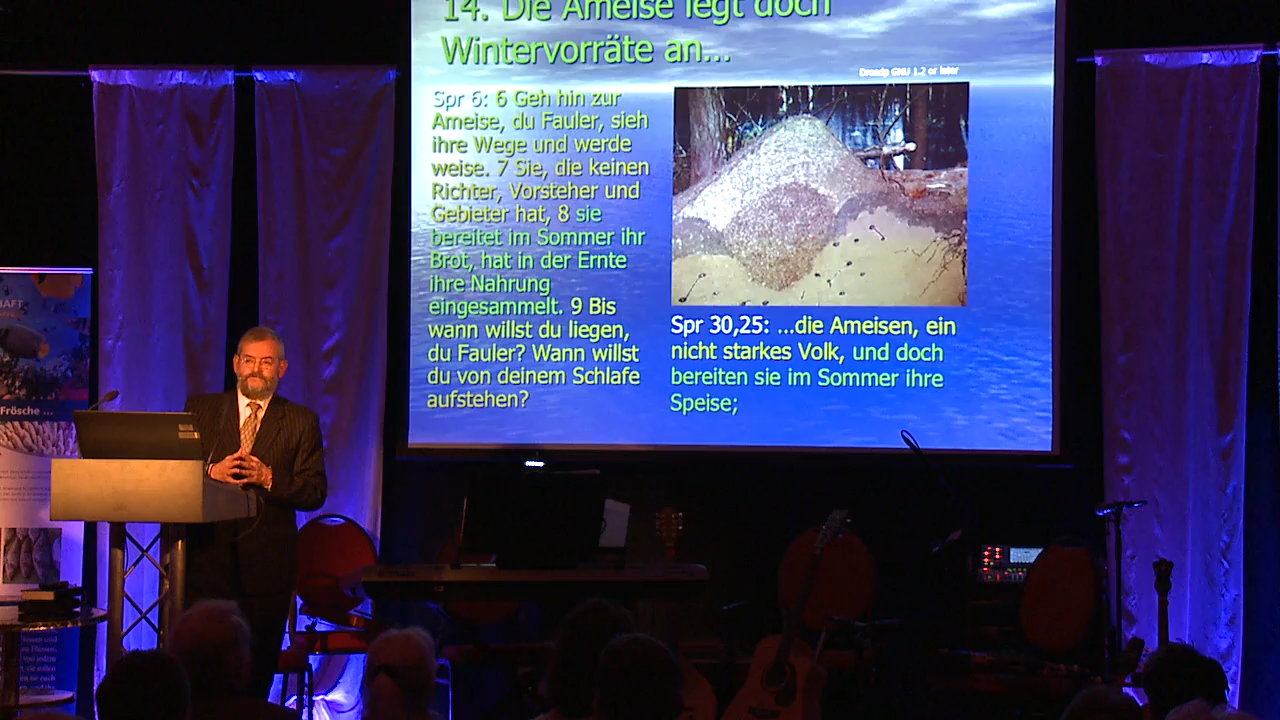 14. Die Ameise legt doch
Wintervorräte an...
Spr 6: 6 Geh hin zur
Ameise, du Fauler, sieh
ihre Wege und werde
weise. 7 Sie, die keinen
Richter, Vorsteher und
Gebieter hat, 8 sie
bereitet im Sommer ihr
Brot, hat in der Ernte
ihre Nahrung
eingesammelt. 9 Bis
wann willst du liegen,
du Fauler? Wann willst
du von deinem Schlafe
aufstehen?
GNU 1.2 or later
Spr 30,25: ...die Ameisen, ein
nicht starkes Volk, und doch
bereiten sie im Sommer ihre
Speise;
Frösche ...